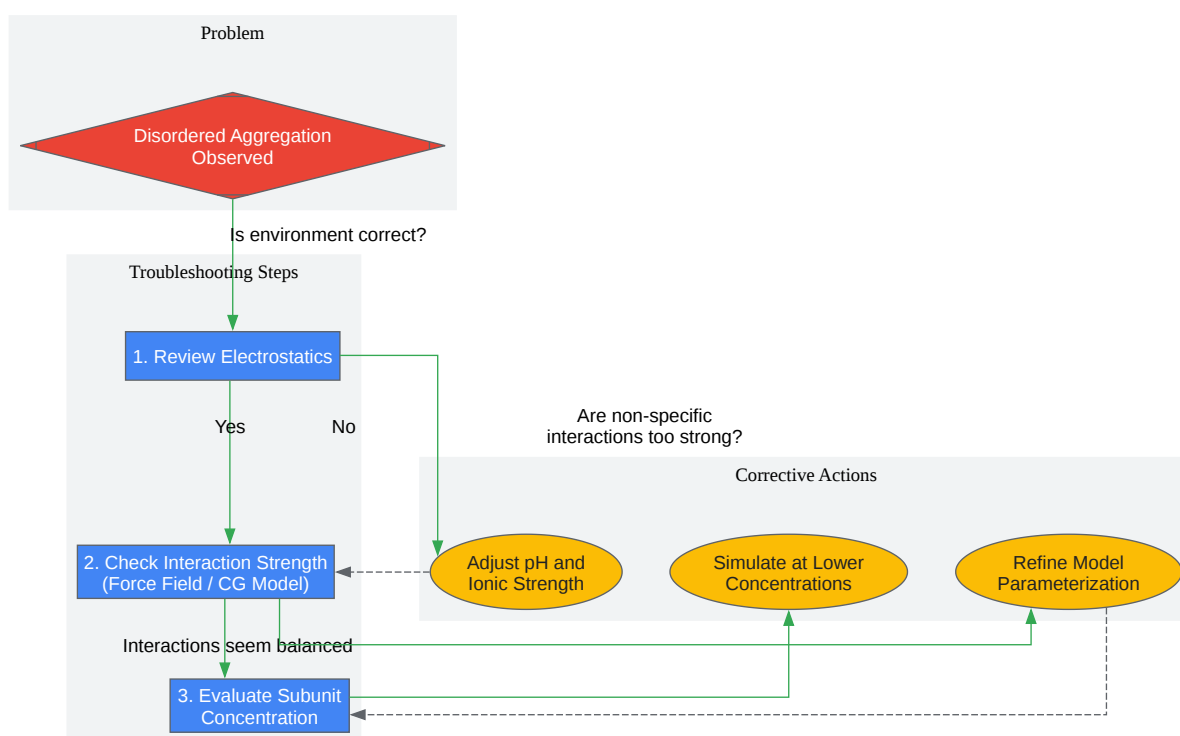 Problem
Disordered Aggregation
Observed
Is environment correct?
Troubleshooting Steps
1. Review Electrostatics
Yes
No
Are non-specific
interactions too strong?
Corrective Actions
2. Check Interaction Strength
(Force Field / CG Model)
Adjust pH and
Ionic Strength
Simulate at Lower
Concentrations
Refine Model
Parameterization
Interactions seem balanced
3. Evaluate Subunit
Concentration